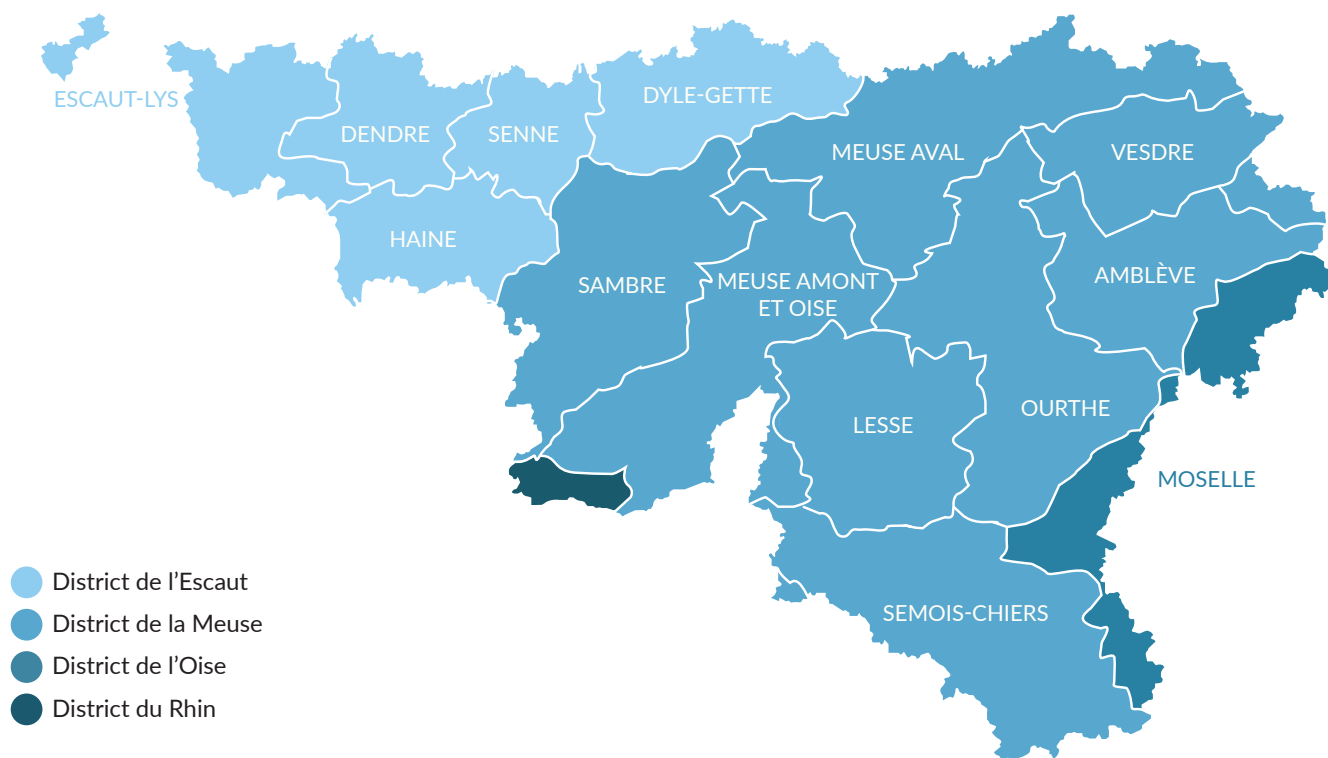 ESCAUT-LYS
DENDRE
SENNE
DYLE-GETTE
MEUSE AVAL
VESDRE
HAINE
SAMBRE
MEUSE AMONT
ET OISE
AMBLÈVE
LESSE
OURTHE
MOSELLE
SEMOIS-CHIERS
District de l’Escaut
District de la Meuse
District de l’Oise
District du Rhin